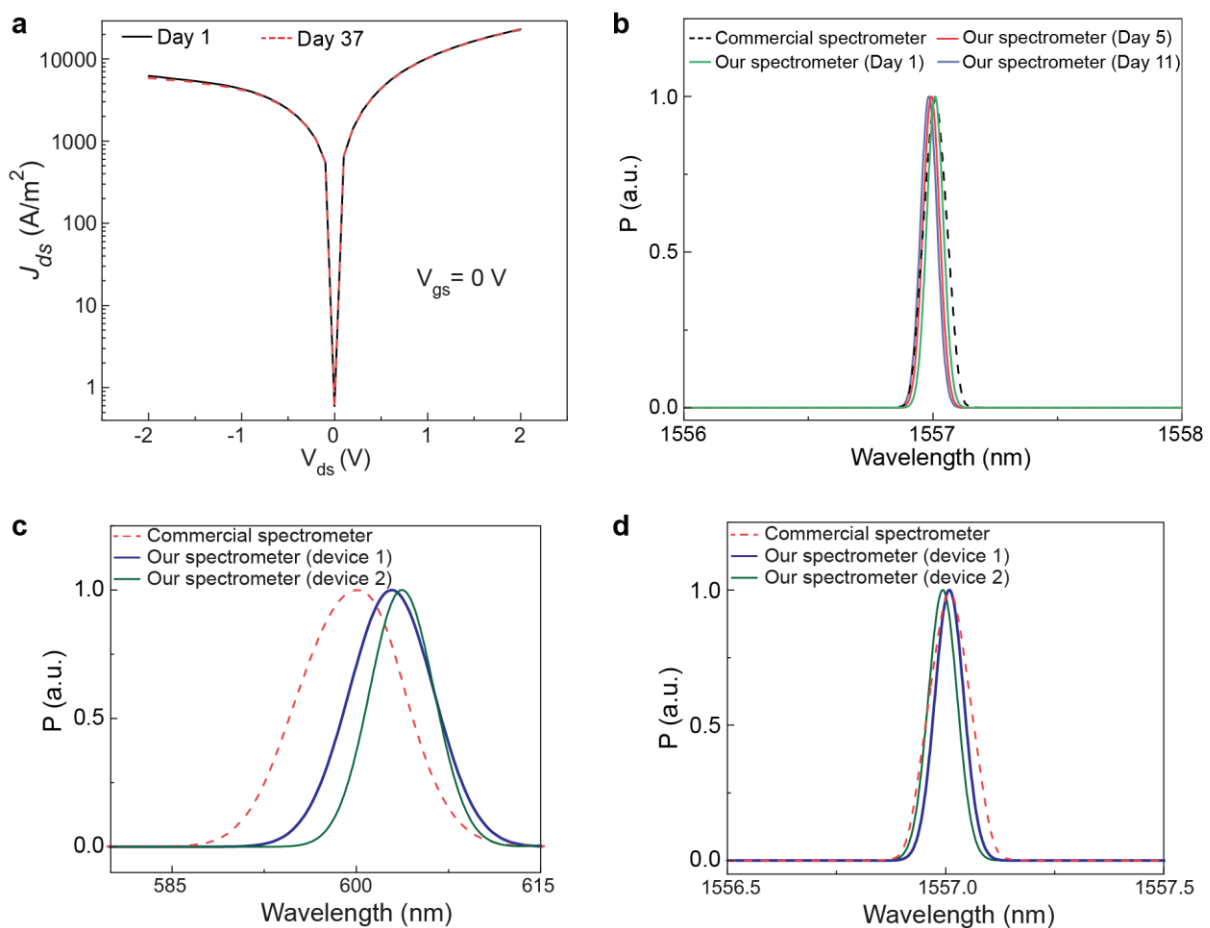 a
Day 1
Day 37
10000
1000
100
10
1
J_ds (A/m²)
V_gs = 0 V
-2
-1
0
1
2
V_ds (V)
b
Commercial spectrometer
Our spectrometer (Day 5)
Our spectrometer (Day 1)
Our spectrometer (Day 11)
1.0
0.5
0.0
P (a.u.)
1556
1557
1558
Wavelength (nm)
c
Commercial spectrometer
Our spectrometer (device 1)
Our spectrometer (device 2)
1.0
0.5
0.0
P (a.u.)
585
600
615
Wavelength (nm)
d
Commercial spectrometer
Our spectrometer (device 1)
Our spectrometer (device 2)
1.0
0.5
0.0
P (a.u.)
1556.5
1557.0
1557.5
Wavelength (nm)